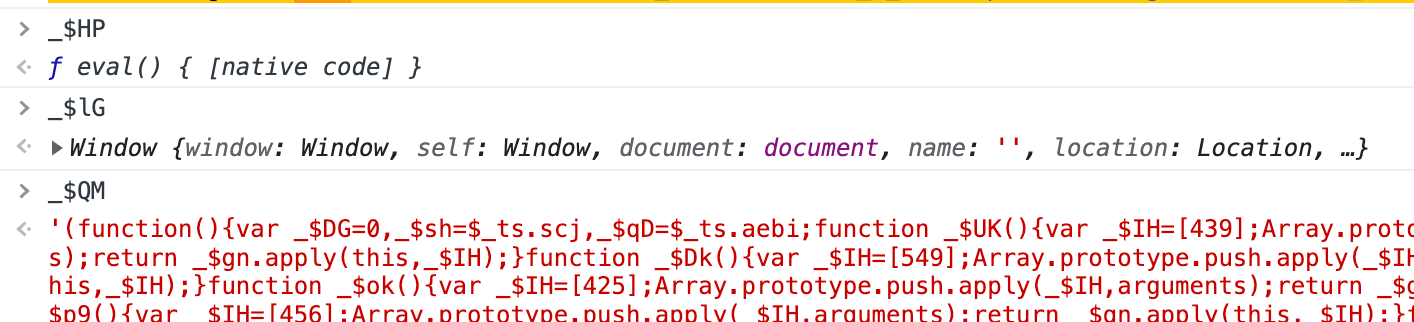 _$HP
f eval() { [native code] }
_$lG
Window {window: Window, self: Window, document: document, name: '', location: Location, …}
_$QM
'(function(){var _$DG=0,_$sh=$_ts.scj,_$qD=$_ts.aebi;function _$UK(){var _$IH=[439];Array.proto
s);return _$gn.apply(this,_$IH);}function _$Dk(){var _$IH=[549];Array.prototype.push.apply(_$IH
his,_$IH);}function _$ok(){var _$IH=[425];Array.prototype.push.apply(_$IH,arguments);return _$g
$p9(){var _$IH=[456];Array.prototype.push.apply(_$IH,arguments);return _$gn.apply(this,_$IH);}f